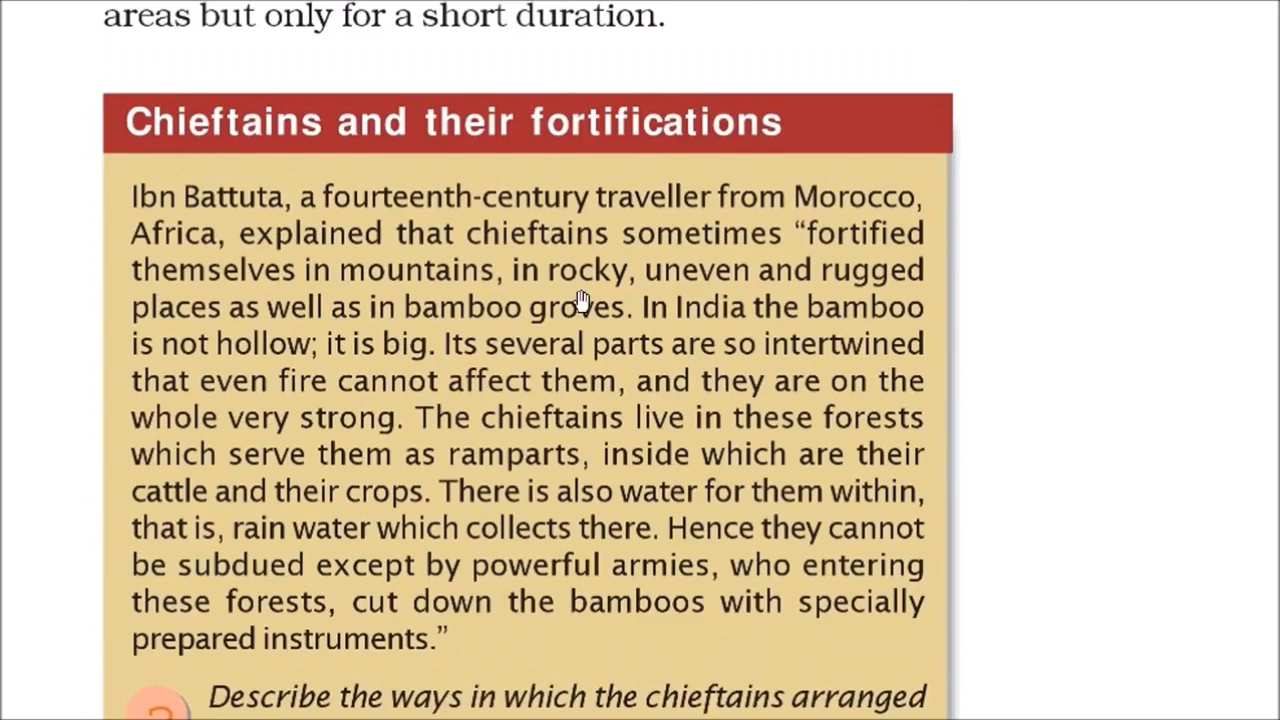 areas but only for a short duration.
Chieftains and their fortifications
Ibn Battuta, a fourteenth-century traveller from Morocco,
Africa, explained that chieftains sometimes “fortified
themselves in mountains, in rocky, uneven and rugged
places as well as in bamboo groves. In India the bamboo
is not hollow; it is big. Its several parts are so intertwined
that even fire cannot affect them, and they are on the
whole very strong. The chieftains live in these forests
which serve them as ramparts, inside which are their
cattle and their crops. There is also water for them within,
that is, rain water which collects there. Hence they cannot
be subdued except by powerful armies, who entering
these forests, cut down the bamboos with specially
prepared instruments.”
? Describe the ways in which the chieftains arranged